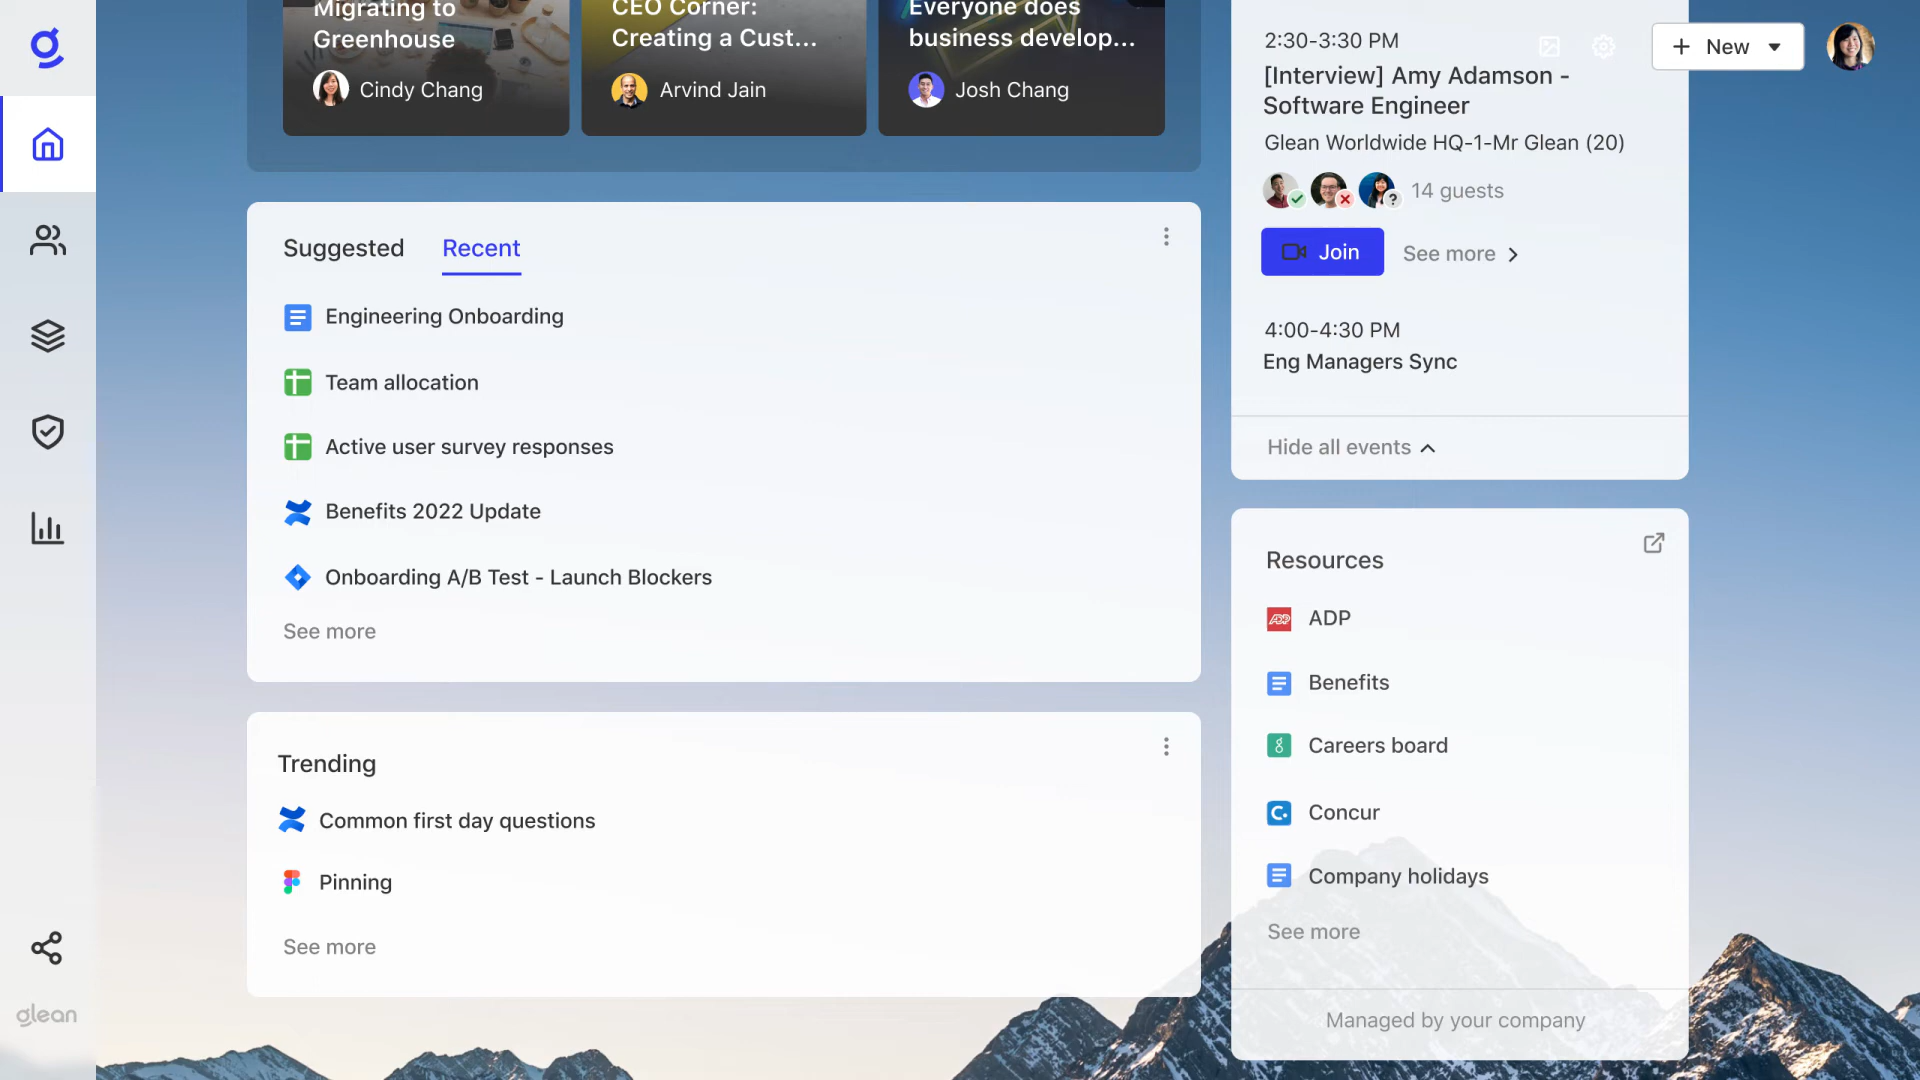 Migrating to
Greenhouse
Cindy Chang
CEO Corner:
Creating a Cust...
Arvind Jain
Everyone does
business develop...
Josh Chang
Suggested
Recent
Engineering Onboarding
Team allocation
Active user survey responses
Benefits 2022 Update
Onboarding A/B Test - Launch Blockers
See more
Trending
Common first day questions
Pinning
See more
2:30-3:30 PM
[Interview] Amy Adamson -
Software Engineer
Glean Worldwide HQ-1-Mr Glean (20)
14 guests
Join
See more
4:00-4:30 PM
Eng Managers Sync
Hide all events
New
Resources
ADP
ADP
Benefits
Careers board
Concur
Company holidays
See more
Managed by your company
glean